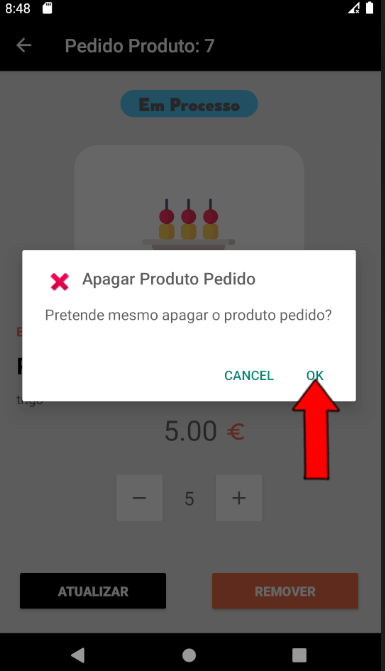 8:48
Pedido Produto: 7
Em Processo
Apagar Produto Pedido
Pretende mesmo apagar o produto pedido?
CANCEL OK
5.00 €
− 5 +
ATUALIZAR REMOVER